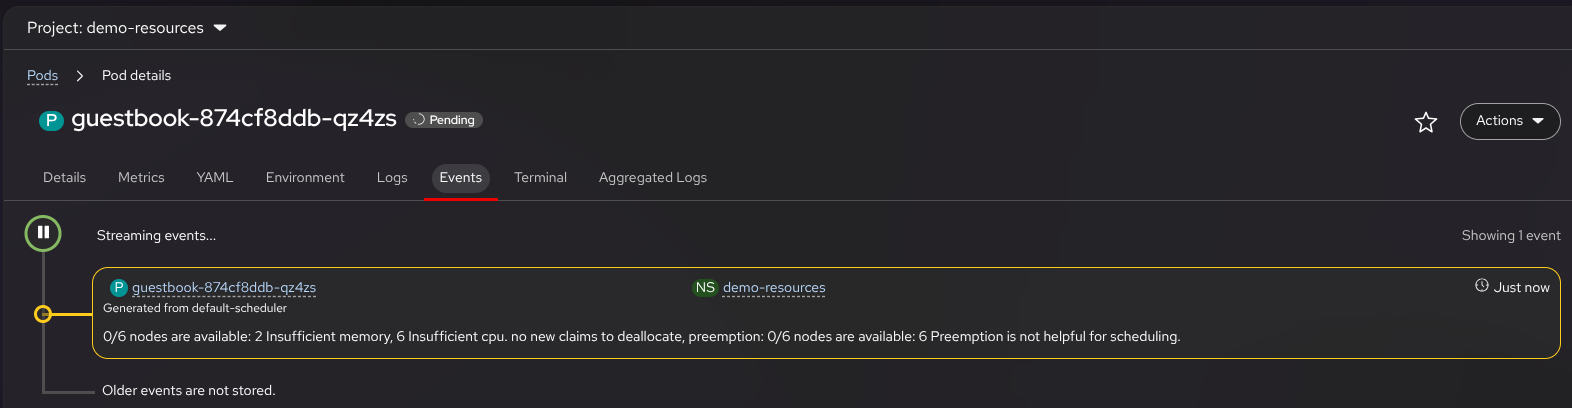 Project: demo-resources
Pods > Pod details
P guestbook-874cf8ddb-qz4zs Pending
Actions
Details Metrics YAML Environment Logs Events Terminal Aggregated Logs
Streaming events...
Showing 1 event
P guestbook-874cf8ddb-qz4zs NS demo-resources Just now
Generated from default-scheduler
0/6 nodes are available: 2 Insufficient memory, 6 Insufficient cpu. no new claims to deallocate, preemption: 0/6 nodes are available: 6 Preemption is not helpful for scheduling.
Older events are not stored.